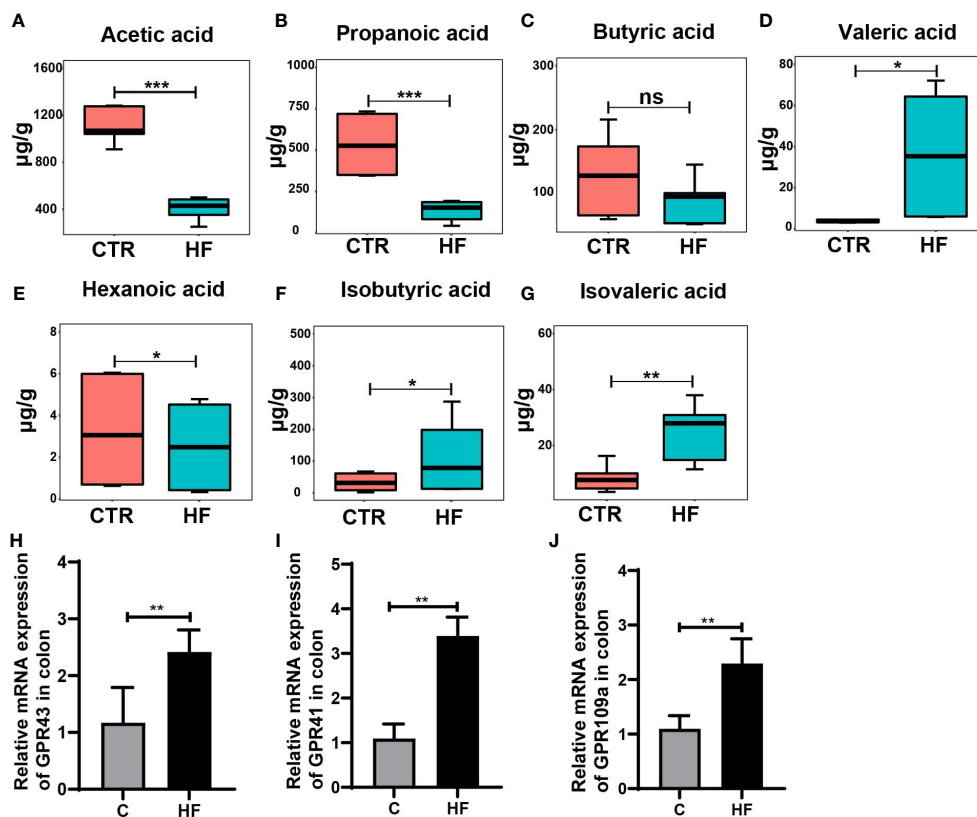 A
Acetic acid
µg/g
1600
1200
800
400
***
CTR
HF
B
Propanoic acid
µg/g
1000
750
500
250
0
***
CTR
HF
C
Butyric acid
µg/g
300
200
100
ns
CTR
HF
D
Valeric acid
µg/g
80
60
40
20
0
*
CTR
HF
E
Hexanoic acid
µg/g
8
6
4
2
0
*
CTR
HF
F
Isobutyric acid
µg/g
500
400
300
200
100
0
*
CTR
HF
G
Isovaleric acid
µg/g
60
40
20
**
CTR
HF
H
Relative mRNA expression
of GPR43 in colon
4
3
2
1
0
**
C
HF
I
Relative mRNA expression
of GPR41 in colon
5
4
3
2
1
0
**
C
HF
J
Relative mRNA expression
of GPR109a in colon
4
3
2
1
0
**
C
HF